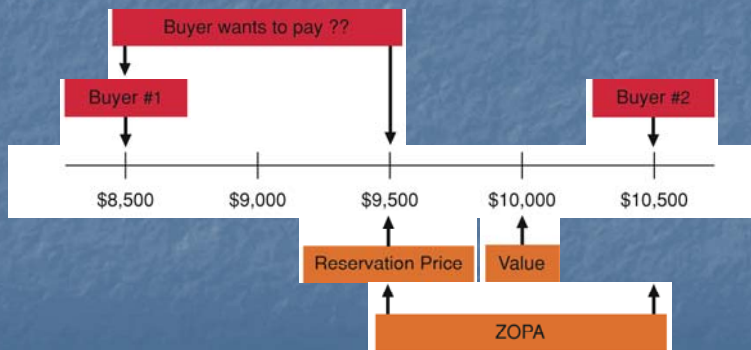 Buyer wants to pay ??
Buyer #1
Buyer #2
$8,500 $9,000 $9,500 $10,000 $10,500
Reservation Price
Value
ZOPA